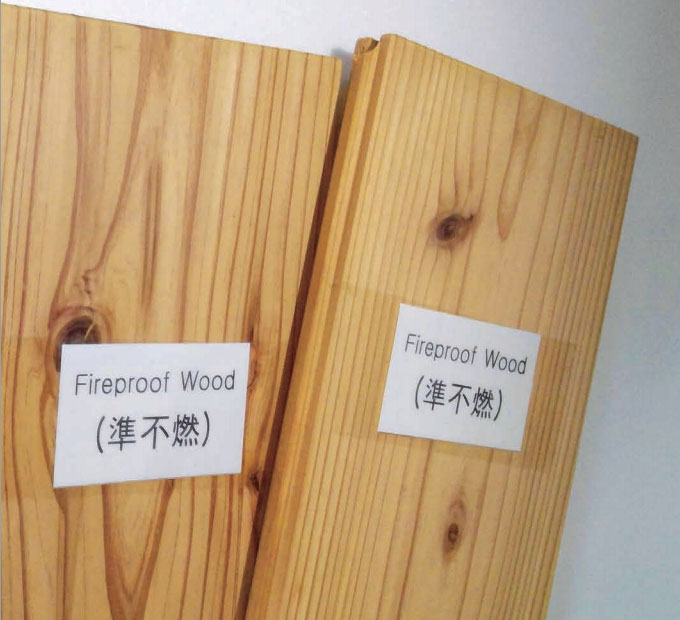 Fireproof Wood
(準不燃)
Fireproof Wood
(準不燃)